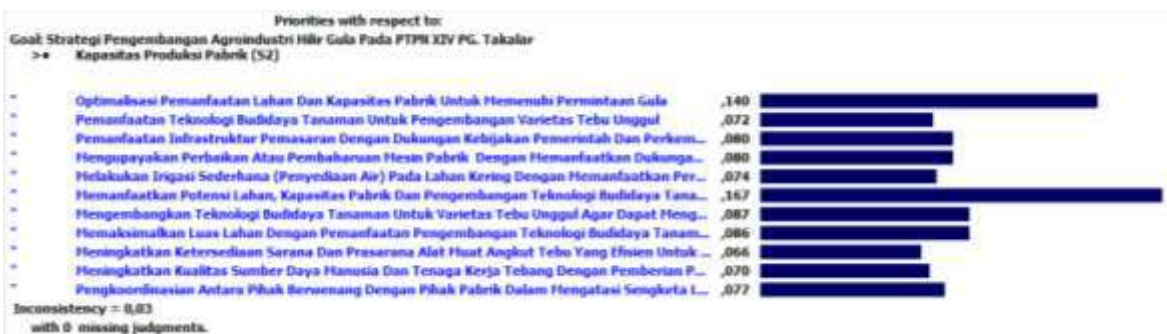 Priorities with respect to:
Goal: Strategi Pengembangan Agroindustri Hilir Gula Pada PTPN XIV PG. Takalar
>* Kapasitas Produksi Pabrik (S2)
Optimalisasi Pemanfaatan Lahan Dan Kapasitas Pabrik Untuk Memenuhi Permintaan Gula ,140
Pemanfaatan Teknologi Budidaya Tanaman Untuk Pengembangan Varietas Tebu Unggul ,072
Pemanfaatan Infrastruktur Pemasaran Dengan Dukungan Kebijakan Pemerintah Dan Perkem... ,080
Mengupayakan Perbaikan Atau Pembaharuan Mesin Pabrik Dengan Memanfaatkan Dukunga... ,080
Melakukan Irigasi Sederhana (Penyediaan Air) Pada Lahan Kering Dengan Memanfaatkan Per... ,074
Memanfaatkan Potensi Lahan, Kapasitas Pabrik Dan Pengembangan Teknologi Budidaya Tana... ,167
Mengembangkan Teknologi Budidaya Tanaman Untuk Varietas Tebu Unggul Agar Dapat Meng... ,087
Memaksimalkan Luas Lahan Dengan Pemanfaatan Pengembangan Teknologi Budidaya Tanam... ,086
Meningkatkan Ketersediaan Sarana Dan Prasarana Alat Muat Angkut Tebu Yang Efisien Untuk ... ,066
Meningkatkan Kualitas Sumber Daya Manusia Dan Tenaga Kerja Tebang Dengan Pemberian P... ,070
Pengkoordinasian Antara Pihak Berwenang Dengan Pihak Pabrik Dalam Mengatasi Sengketa L... ,077
Inconsistency = 0,03
with 0 missing judgments.